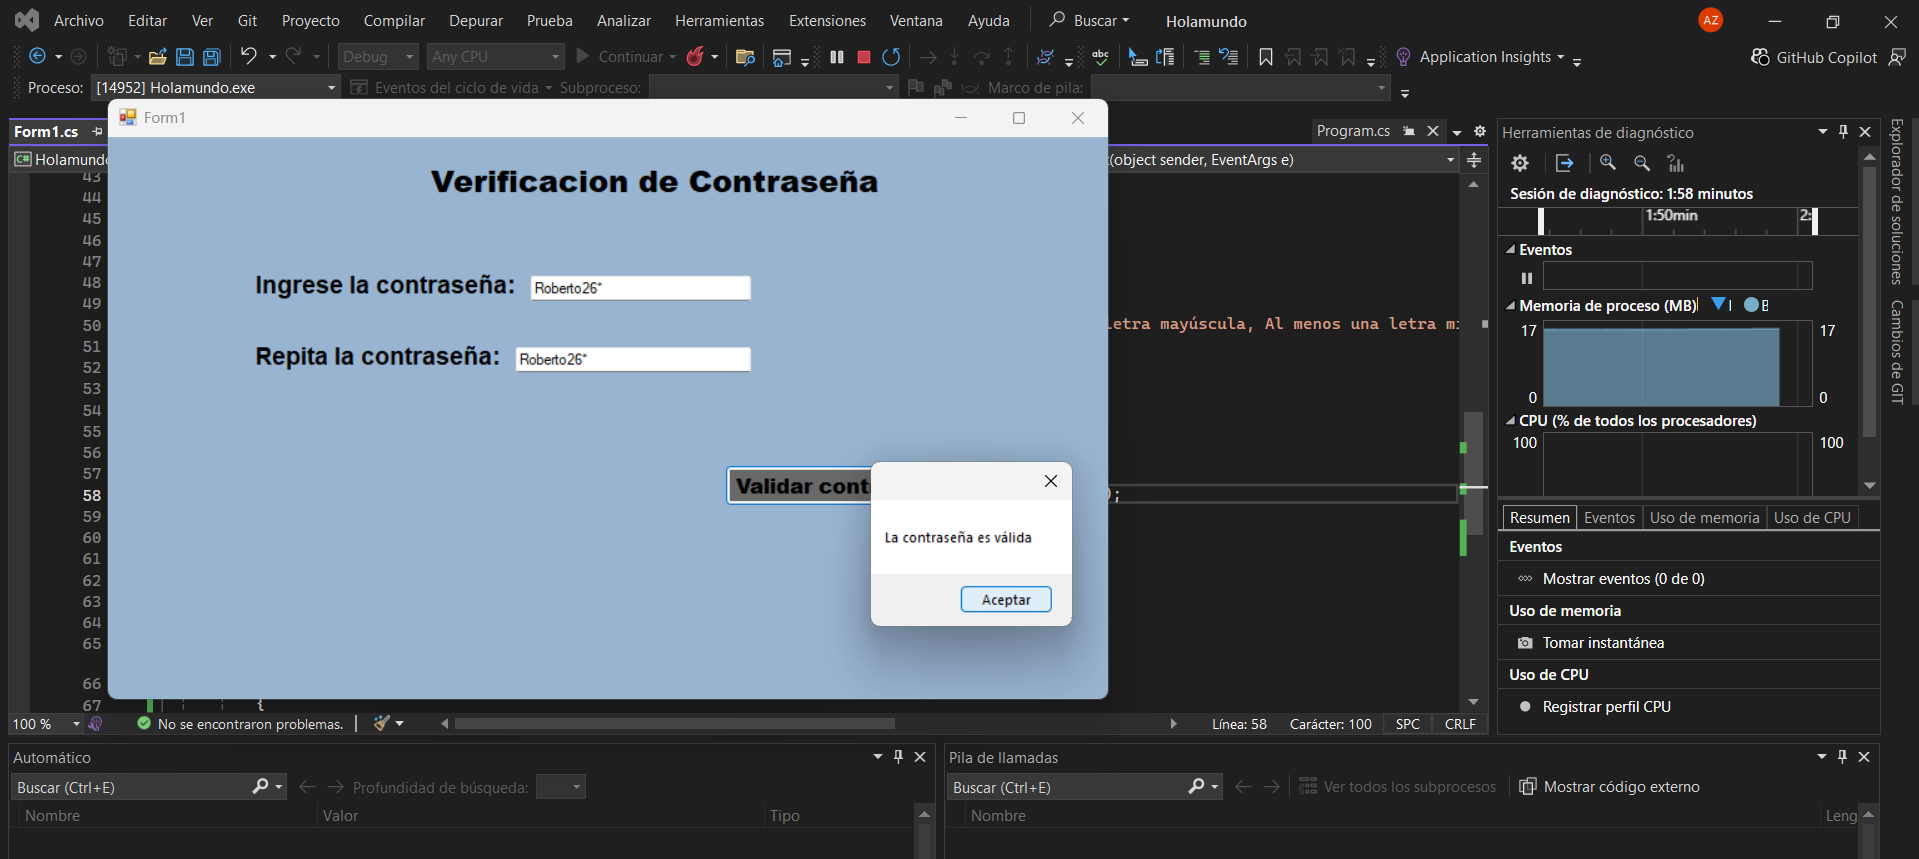 Archivo Editar Ver Git Proyecto Compilar Depurar Prueba Analizar Herramientas Extensiones Ventana Ayuda Buscar Holamundo AZ
Debug Any CPU Continuar Application Insights GitHub Copilot
Proceso: [14952] Holamundo.exe Eventos del ciclo de vida Subproceso: Marco de pila:
Form1.cs Program.cs
Holamundo (object sender, EventArgs e)
Form1
Verificacion de Contraseña
Ingrese la contraseña: Roberto26*
Repita la contraseña: Roberto26*
Validar cont
La contraseña es válida
Aceptar
43
44
45
46
47
48
49
50 letra mayúscula, Al menos una letra mi
51
52
53
54
55
56
57
58 );
59
60
61
62
63
64
65
66
67 {
100 % No se encontraron problemas. Línea: 58 Carácter: 100 SPC CRLF
Herramientas de diagnóstico
Sesión de diagnóstico: 1:58 minutos
1:50min 2:
Eventos
Memoria de proceso (MB) I B
17 17
0 0
CPU (% de todos los procesadores)
100 100
Resumen Eventos Uso de memoria Uso de CPU
Eventos
Mostrar eventos (0 de 0)
Uso de memoria
Tomar instantánea
Uso de CPU
Registrar perfil CPU
Explorador de soluciones
Cambios de GIT
Automático
Buscar (Ctrl+E) Profundidad de búsqueda:
Nombre Valor Tipo
Pila de llamadas
Buscar (Ctrl+E) Ver todos los subprocesos Mostrar código externo
Nombre Leng